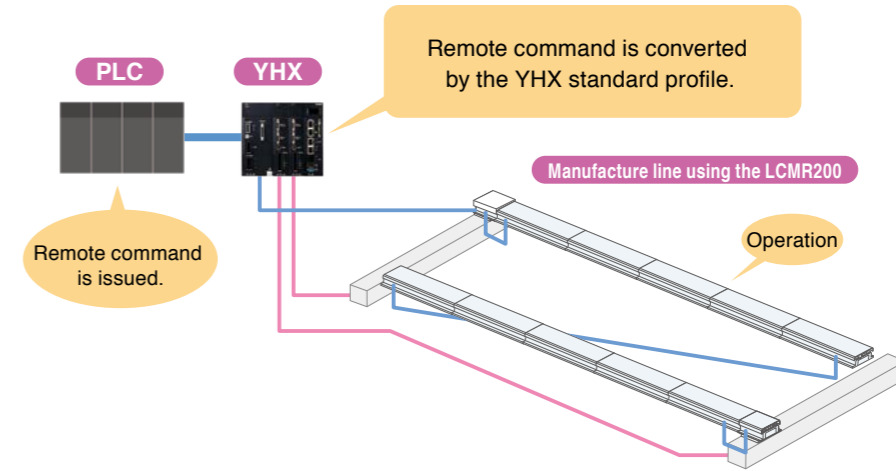 PLC
YHX
Remote command is converted
by the YHX standard profile.
Manufacture line using the LCMR200
Remote command
is issued.
Operation